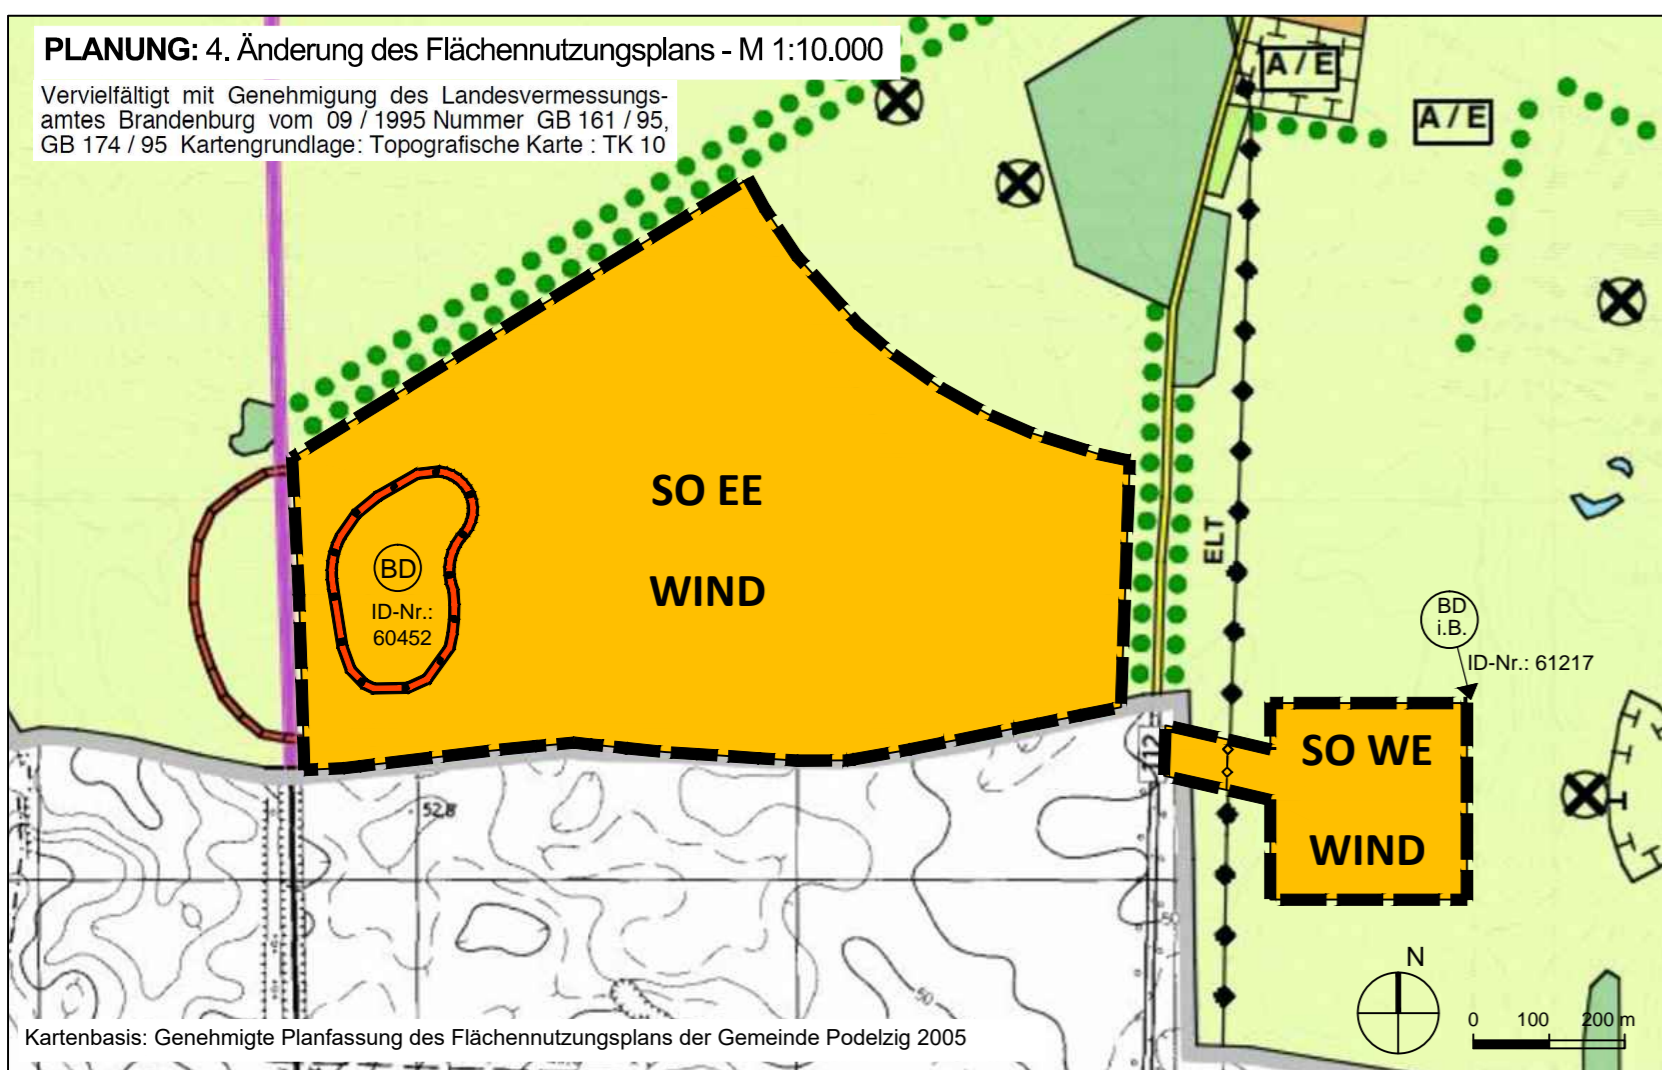 PLANUNG: 4. Änderung des Flächennutzungsplans - M 1:10.000
Vervielfältigt mit Genehmigung des Landesvermessungs-
amtes Brandenburg vom 09 / 1995 Nummer GB 161 / 95,
GB 174 / 95 Kartengrundlage: Topografische Karte : TK 10
A / E
A / E
SO EE
WIND
BD
ID-Nr.:
60452
ELT
BD
i.B.
ID-Nr.: 61217
112
SO WE
WIND
52,8
50
50
N
0 100 200 m
Kartenbasis: Genehmigte Planfassung des Flächennutzungsplans der Gemeinde Podelzig 2005